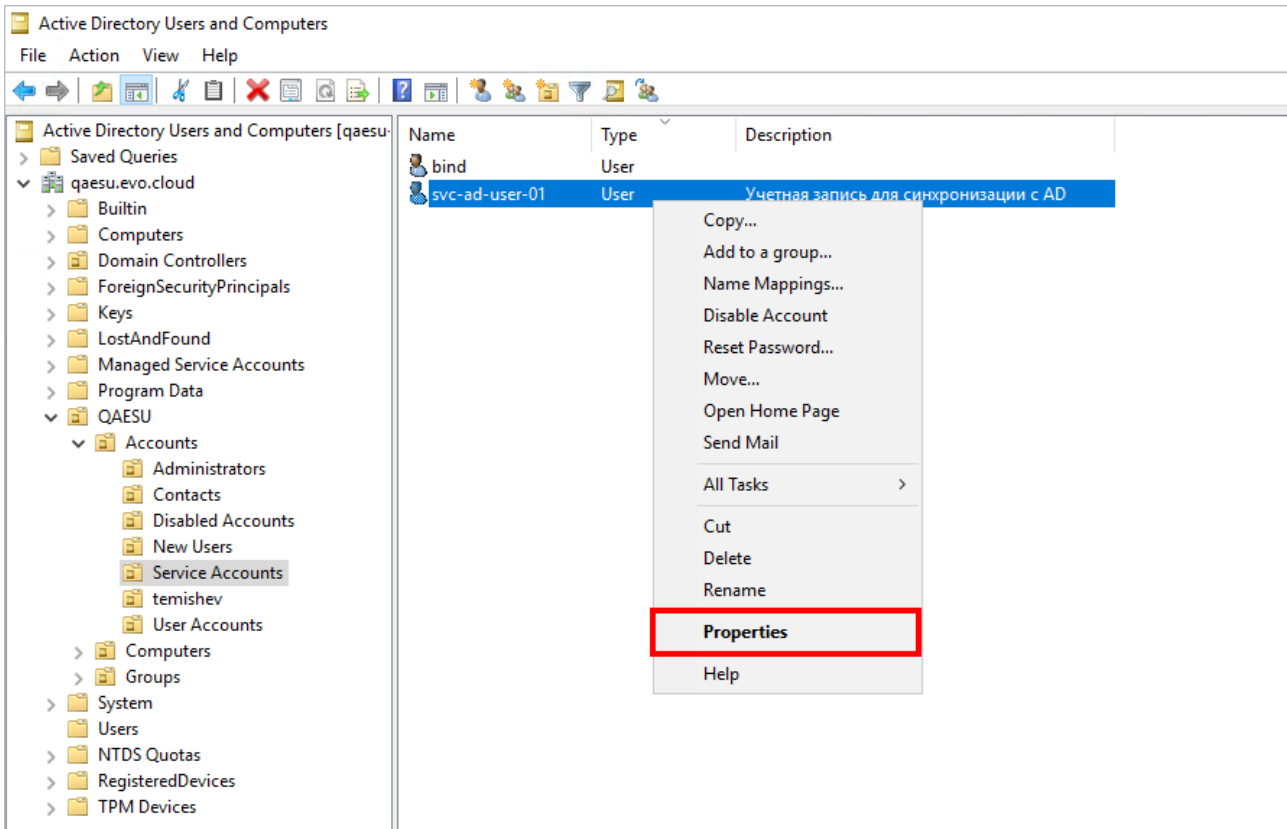 Active Directory Users and Computers
File Action View Help
Active Directory Users and Computers [qaesu-
Saved Queries
qaesu.evo.cloud
Builtin
Computers
Domain Controllers
ForeignSecurityPrincipals
Keys
LostAndFound
Managed Service Accounts
Program Data
QAESU
Accounts
Administrators
Contacts
Disabled Accounts
New Users
Service Accounts
temishev
User Accounts
Computers
Groups
System
Users
NTDS Quotas
RegisteredDevices
TPM Devices
Name Type Description
bind User
svc-ad-user-01 User Учетная запись для синхронизации с AD
Copy...
Add to a group...
Name Mappings...
Disable Account
Reset Password...
Move...
Open Home Page
Send Mail
All Tasks
Cut
Delete
Rename
Properties
Help